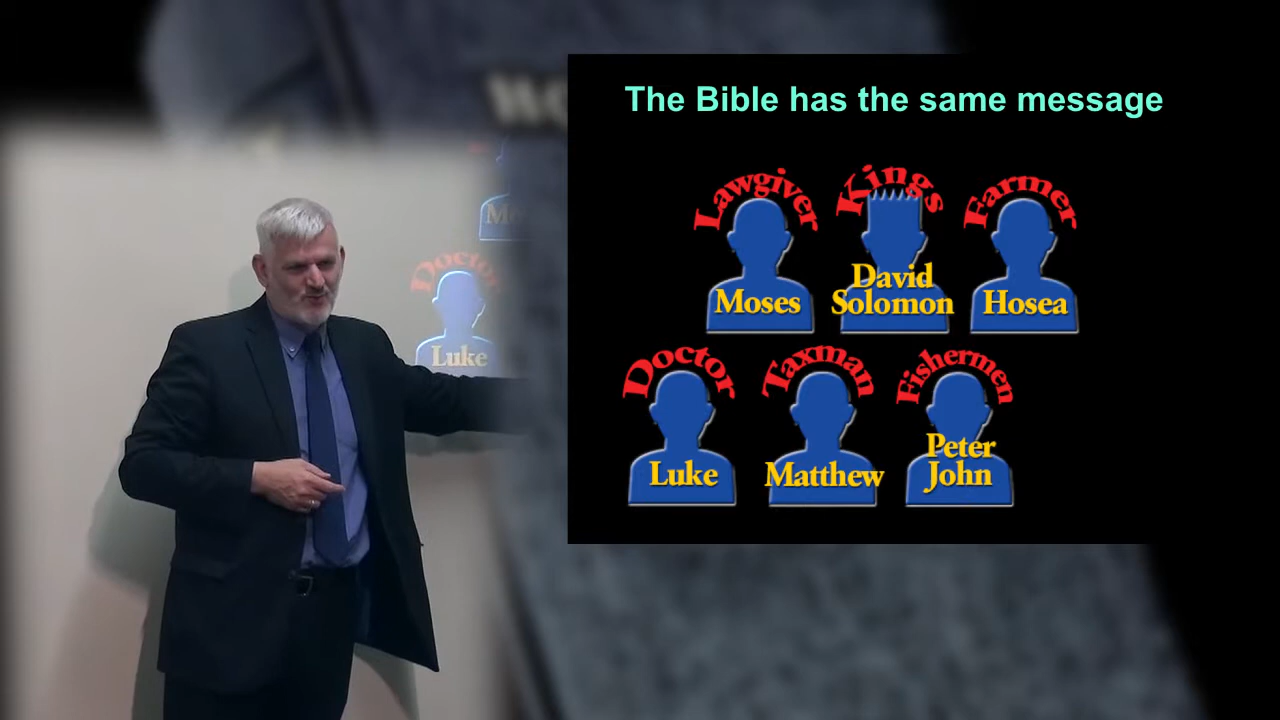 The Bible has the same message
Lawgiver
Kings
Farmer
Moses
David
Solomon
Hosea
Doctor
Taxman
Fishermen
Luke
Matthew
Peter
John
Doctor
Luke